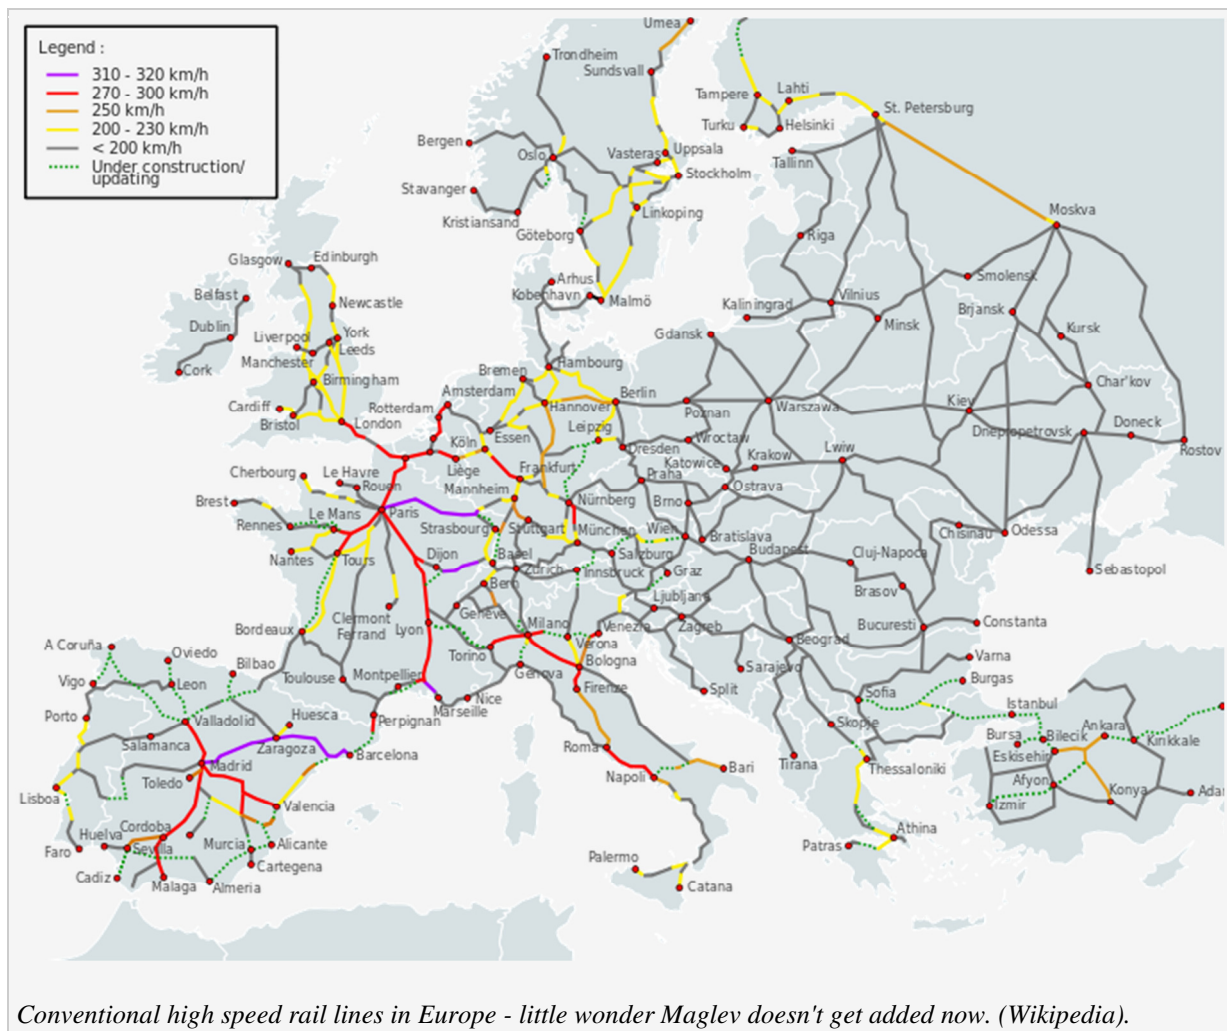 Legend :
310 - 320 km/h
270 - 300 km/h
250 km/h
200 - 230 km/h
< 200 km/h
Under construction/
updating
Umea
Trondheim
Sundsvall
Tampere
Lahti
St. Petersburg
Turku
Helsinki
Bergen
Oslo
Vasteras
Uppsala
Tallinn
Stockholm
Stavanger
Kristiansand
Linkoping
Göteborg
Moskva
Riga
Glasgow
Edinburgh
Smolensk
Belfast
Arhus
Kobenhavn
Malmö
Newcastle
Kaliningrad
Vilnius
Brjansk
Dublin
Liverpool
York
Leeds
Gdansk
Minsk
Kursk
Manchester
Cork
Hambourg
Bremen
Birmingham
Amsterdam
Berlin
Char'kov
Cardiff
Rotterdam
Hannover
Poznan
Warszawa
Kiev
Bristol
London
Leipzig
Doneck
Köln
Essen
Dnepropetrovsk
Wroctaw
Dresden
Lwiw
Rostov
Cherbourg
Le Havre
Liège
Frankfurt
Katowice
Krakow
Rouen
Mannheim
Praha
Ostrava
Brest
Le Mans
Paris
Nürnberg
Brno
Rennes
Strasbourg
Stuttgart
München
Wien
Chisinau
Odessa
Nantes
Tours
Dijon
Basel
Salzburg
Bratislava
Budapest
Cluj-Napoca
Zurich
Innsbruck
Graz
Sebastopol
Bern
Brasov
Clermont
Ferrand
Genève
Ljubljana
Bordeaux
Lyon
Milano
Venezia
Zagreb
Bucuresti
Constanta
A Coruña
Oviedo
Torino
Verona
Beograd
Bilbao
Toulouse
Montpellier
Genova
Bologna
Sarajevo
Varna
Vigo
Leon
Nice
Firenze
Split
Sofia
Burgas
Marseille
Porto
Valladolid
Huesca
Perpignan
Istanbul
Skopje
Ankara
Salamanca
Zaragoza
Barcelona
Roma
Bursa
Bilecik
Kirikkale
Eskisehir
Madrid
Napoli
Bari
Tirana
Thessaloniki
Toledo
Afyon
Lisboa
Valencia
Izmir
Konya
Ada
Cordoba
Athina
Huelva
Sevilla
Murcia
Alicante
Patras
Faro
Palermo
Cartegena
Cadiz
Malaga
Almeria
Catana
Conventional high speed rail lines in Europe - little wonder Maglev doesn't get added now. (Wikipedia).